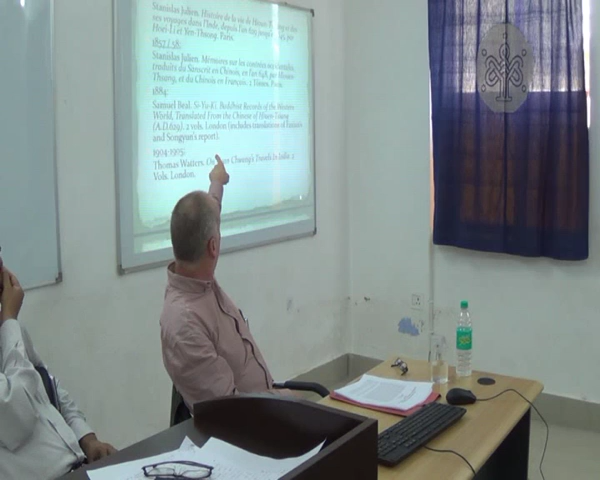 Stanislas Julien. Histoire de la vie de Hiouen Thsang et des
ses voyages dans l'Inde, depuis l'an 629 jusqu'à 645, par
Hoei-Li et Yen-Thsong. Paris.
1857 / 58:
Stanislas Julien. Mémoires sur les contrées occidentales,
traduits du Sanscrit en Chinois, en l'an 648, par Hiouen
Thsang, et du Chinois en Français. 2 Tômes, Paris.
1884:
Samuel Beal. Si-Yu-Ki. Buddhist Records of the Western
World, Translated From the Chinese of Hiuen Tsiang
(A.D.629). 2 vols. London (includes translations of Faxian's
and Songyun's report).
1904-1905:
Thomas Watters. On Yuan Chwang's Travels In India. 2
Vols. London.